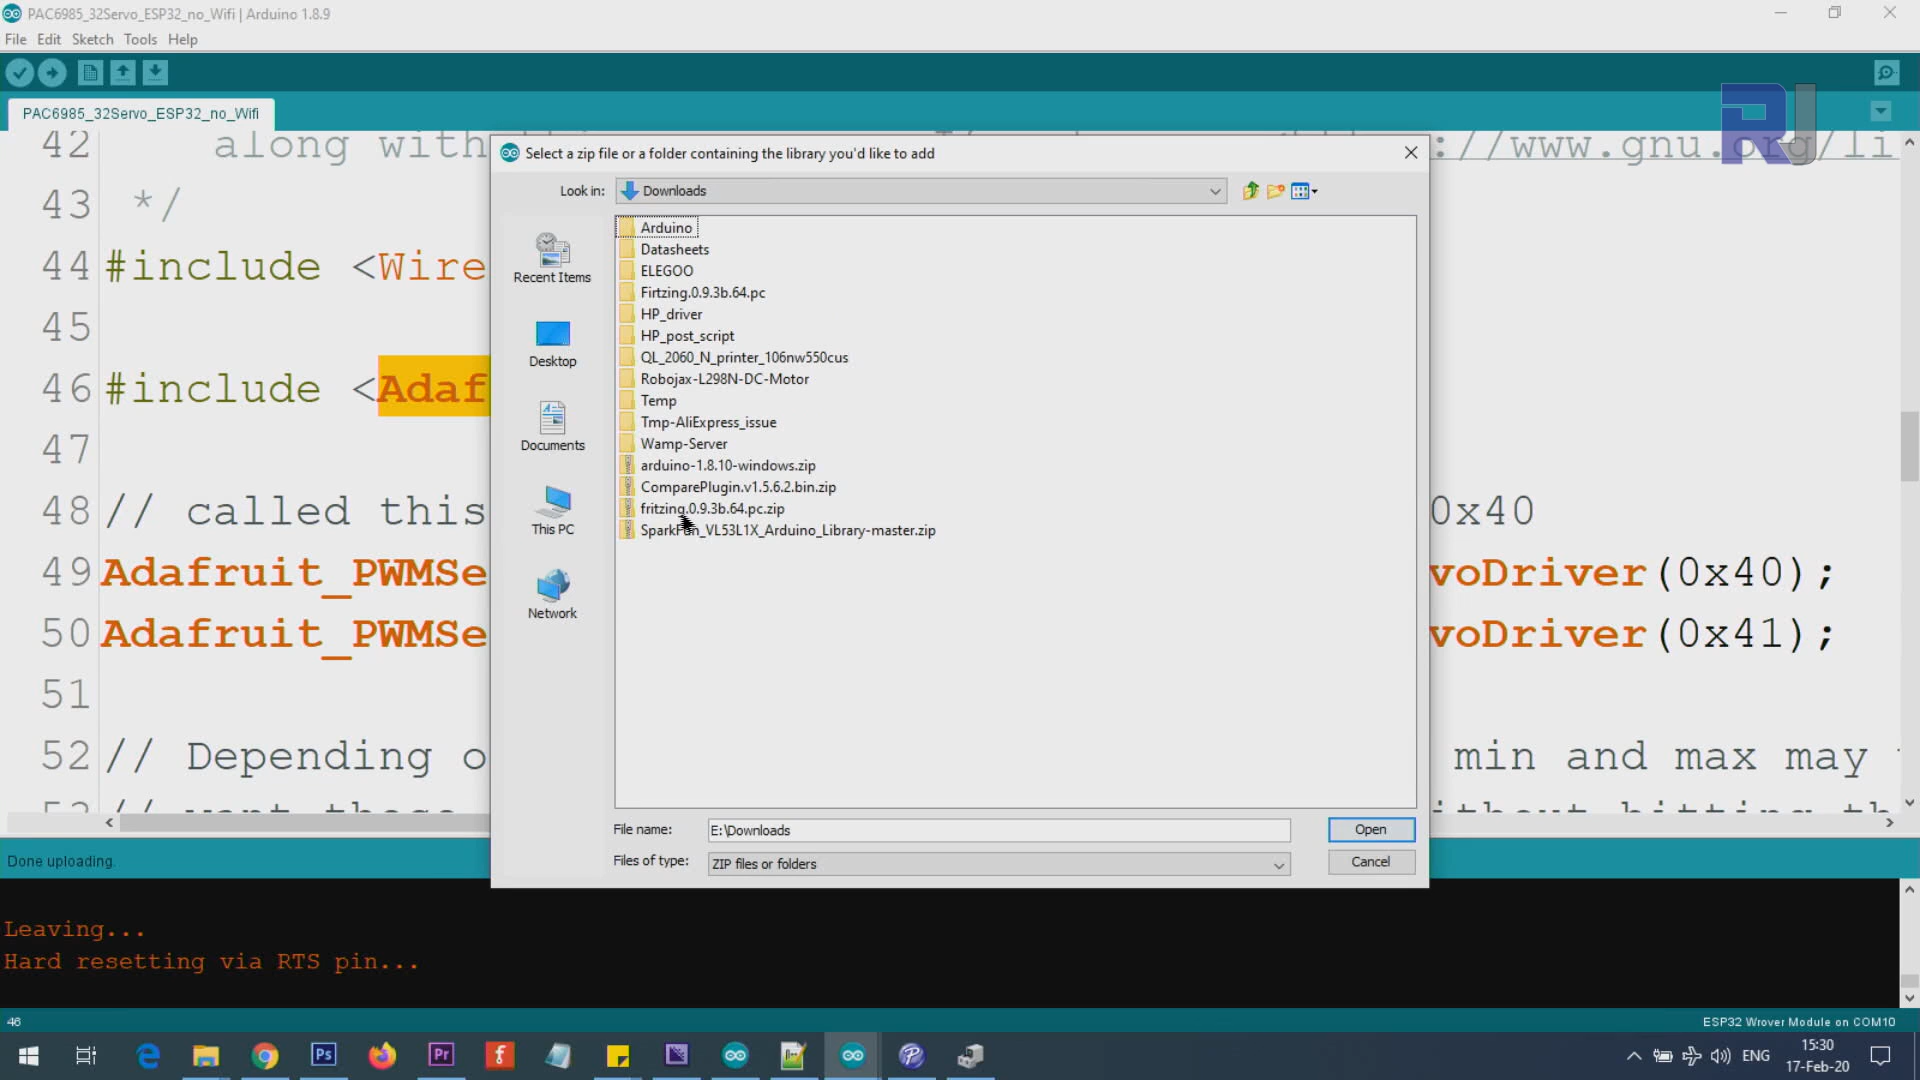 PAC6985_32Servo_ESP32_no_Wifi | Arduino 1.8.9
File Edit Sketch Tools Help
PAC6985_32Servo_ESP32_no_Wifi
RJ
42 along with
://www.gnu.org/li
43 */
44 #include <Wire
45
46 #include <Adaf
47
48 // called this
0x40
49 Adafruit_PWMSe
voDriver(0x40);
50 Adafruit_PWMSe
voDriver(0x41);
51
52 // Depending o
min and max may
Select a zip file or a folder containing the library you'd like to add
Look in: Downloads
Recent Items
Desktop
Documents
This PC
Network
Arduino
Datasheets
ELEGOO
Firtzing.0.9.3b.64.pc
HP_driver
HP_post_script
QL_2060_N_printer_106nw550cus
Robojax-L298N-DC-Motor
Temp
Tmp-AliExpress_issue
Wamp-Server
arduino-1.8.10-windows.zip
ComparePlugin.v1.5.6.2.bin.zip
fritzing.0.9.3b.64.pc.zip
SparkFun_VL53L1X_Arduino_Library-master.zip
File name: E:\Downloads
Open
Files of type: ZIP files or folders
Cancel
Done uploading.
Leaving...
Hard resetting via RTS pin...
46
ESP32 Wrover Module on COM10
Ps
Pr
ENG
15:30
17-Feb-20